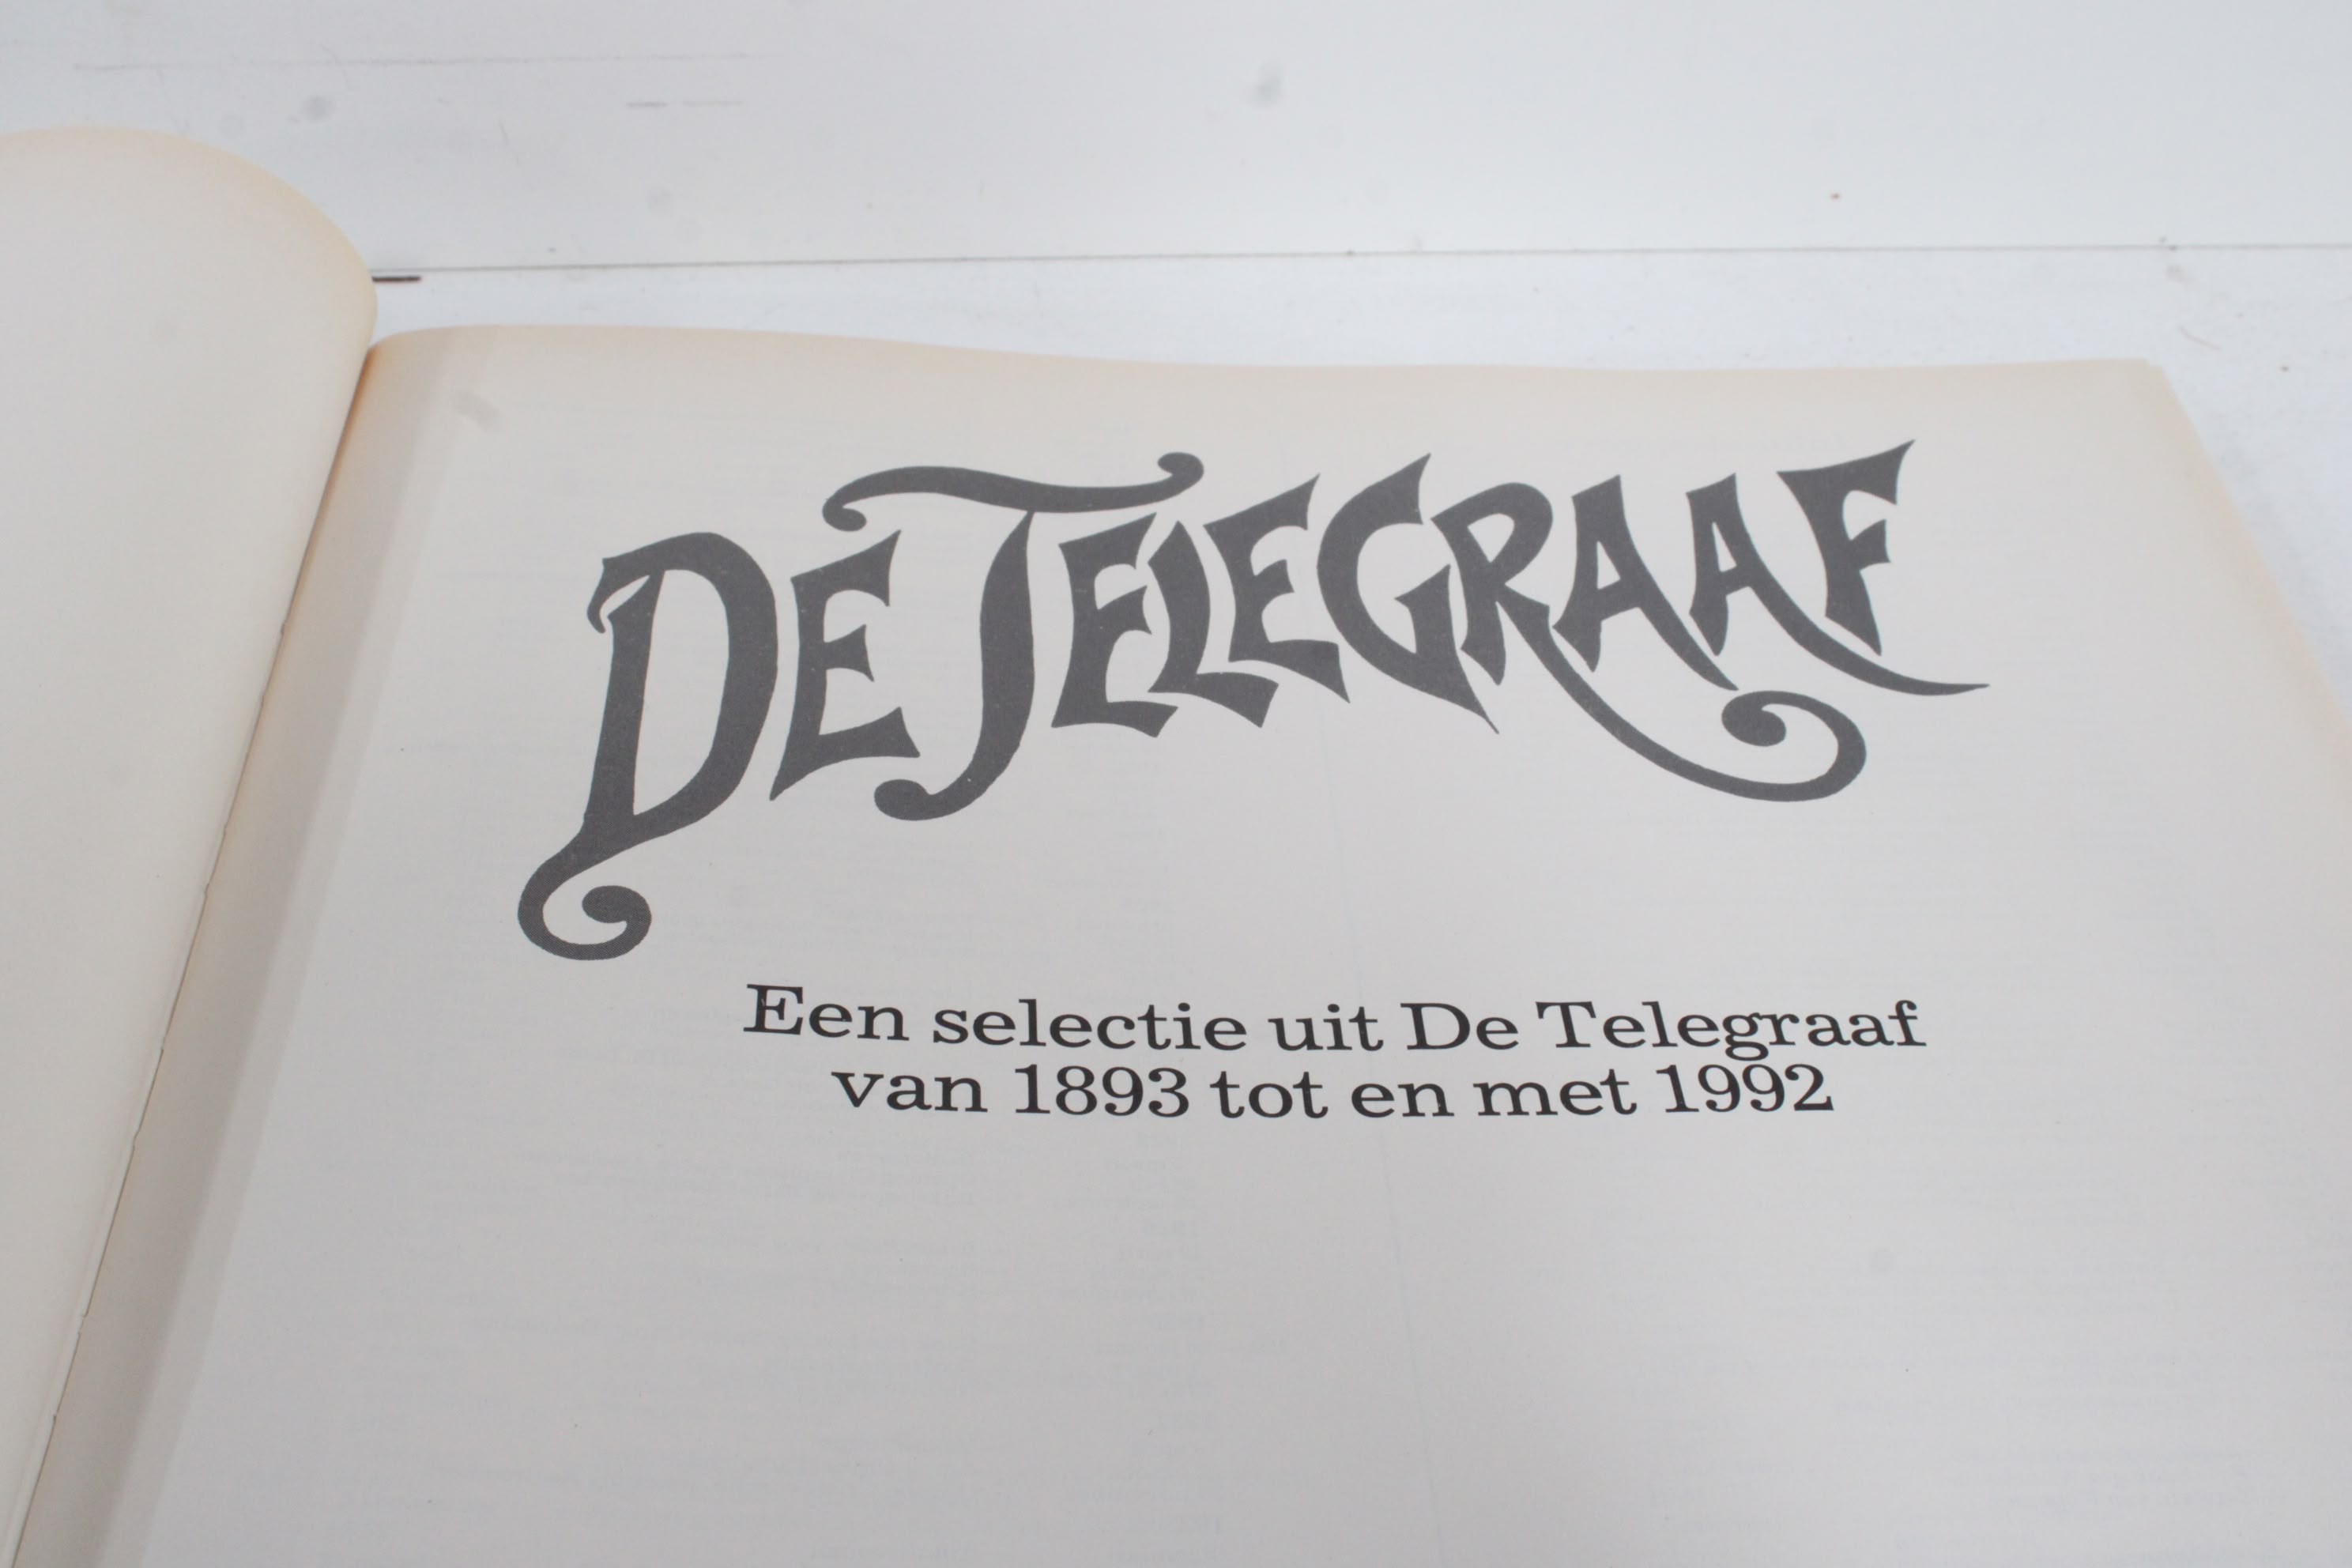 DE TELEGRAAF
Een selectie uit De Telegraaf
van 1893 tot en met 1992